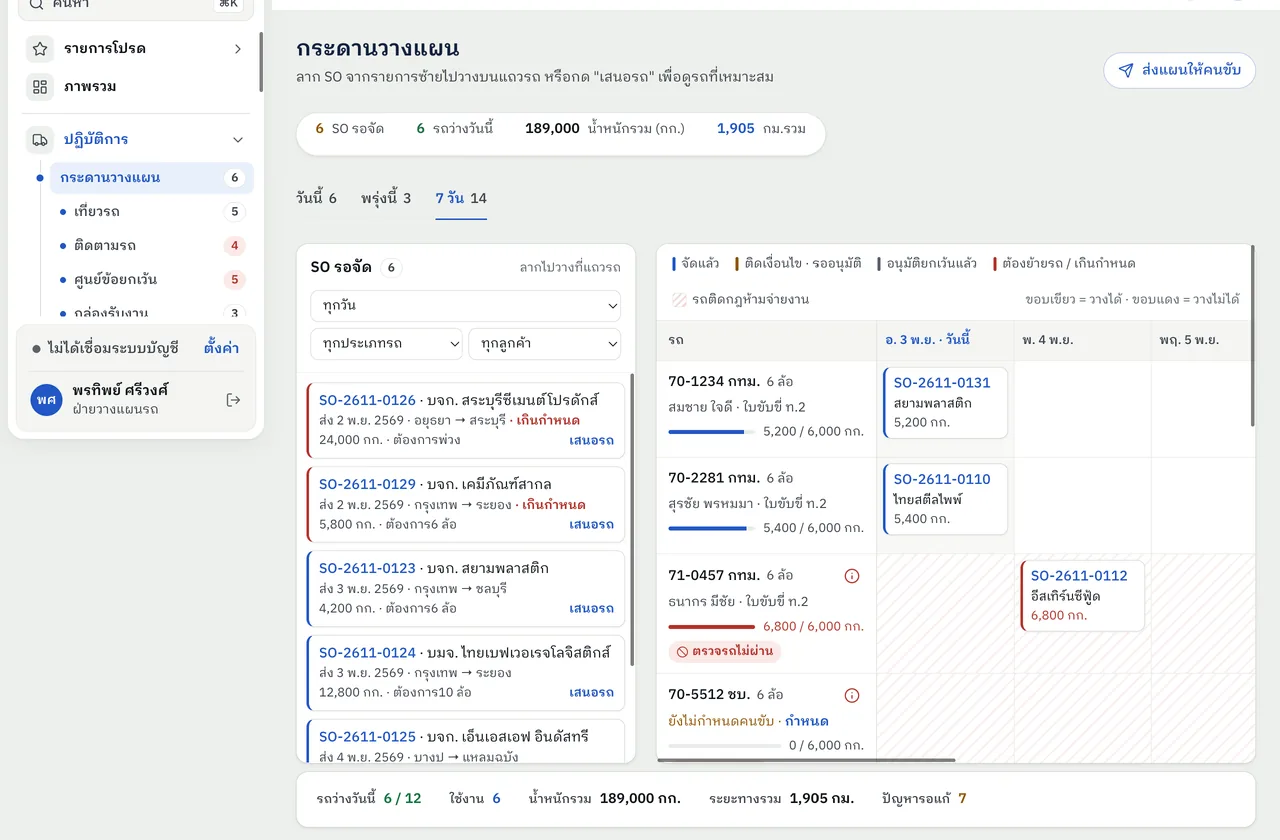 ค้นหา
⌘K
รายการโปรด
ภาพรวม
ปฏิบัติการ
กระดานวางแผน 6
เที่ยวรถ 5
ติดตามรถ 4
ศูนย์ข้อยกเว้น 5
กล่องรับงาน 3
ไม่ได้เชื่อมระบบบัญชี ตั้งค่า
พศ
พรทิพย์ ศรีวงศ์
ฝ่ายวางแผนรถ
กระดานวางแผน
ลาก SO จากรายการซ้ายไปวางบนแถวรถ หรือกด "เสนอรถ" เพื่อดูรถที่เหมาะสม
ส่งแผนให้คนขับ
6 SO รอจัด 6 รถว่างวันนี้ 189,000 น้ำหนักรวม (กก.) 1,905 กม.รวม
วันนี้ 6 พรุ่งนี้ 3 7 วัน 14
SO รอจัด 6 ลากไปวางที่แถวรถ
ทุกวัน
ทุกประเภทรถ ทุกลูกค้า
SO-2611-0126 · บจก. สระบุรีซีเมนต์โปรดักส์
ส่ง 2 พ.ย. 2569 · อยุธยา → สระบุรี · เกินกำหนด
24,000 กก. · ต้องการพ่วง เสนอรถ
SO-2611-0129 · บจก. เคมีภัณฑ์สากล
ส่ง 2 พ.ย. 2569 · กรุงเทพ → ระยอง · เกินกำหนด
5,800 กก. · ต้องการ6 ล้อ เสนอรถ
SO-2611-0123 · บจก. สยามพลาสติก
ส่ง 3 พ.ย. 2569 · กรุงเทพ → ชลบุรี
4,200 กก. · ต้องการ6 ล้อ เสนอรถ
SO-2611-0124 · บมจ. ไทยเบฟเวอเรจโลจิสติกส์
ส่ง 3 พ.ย. 2569 · กรุงเทพ → ระยอง
12,800 กก. · ต้องการ10 ล้อ เสนอรถ
SO-2611-0125 · บจก. เอ็นเอสเอฟ อินดัสทรี
ส่ง 4 พ.ย. 2569 · บางปู → แหลมฉบัง
จัดแล้ว ติดเงื่อนไข · รออนุมัติ อนุมัติยกเว้นแล้ว ต้องย้ายรถ / เกินกำหนด
รถติดกฎห้ามจ่ายงาน ขอบเขียว = วางได้ · ขอบแดง = วางไม่ได้
รถ อ. 3 พ.ย. · วันนี้ พ. 4 พ.ย. พฤ. 5 พ.ย.
70-1234 กทม. 6 ล้อ
สมชาย ใจดี · ใบขับขี่ ท.2
5,200 / 6,000 กก.
SO-2611-0131
สยามพลาสติก
5,200 กก.
70-2281 กทม. 6 ล้อ
สุรชัย พรหมมา · ใบขับขี่ ท.2
5,400 / 6,000 กก.
SO-2611-0110
ไทยสตีลไพพ์
5,400 กก.
71-0457 กทม. 6 ล้อ
ธนากร มีชัย · ใบขับขี่ ท.2
6,800 / 6,000 กก.
ตรวจรถไม่ผ่าน
SO-2611-0112
อีสเทิร์นซีฟู้ด
6,800 กก.
70-5512 ชบ. 6 ล้อ
ยังไม่กำหนดคนขับ · กำหนด
0 / 6,000 กก.
รถว่างวันนี้ 6 / 12 ใช้งาน 6 น้ำหนักรวม 189,000 กก. ระยะทางรวม 1,905 กม. ปัญหารอแก้ 7